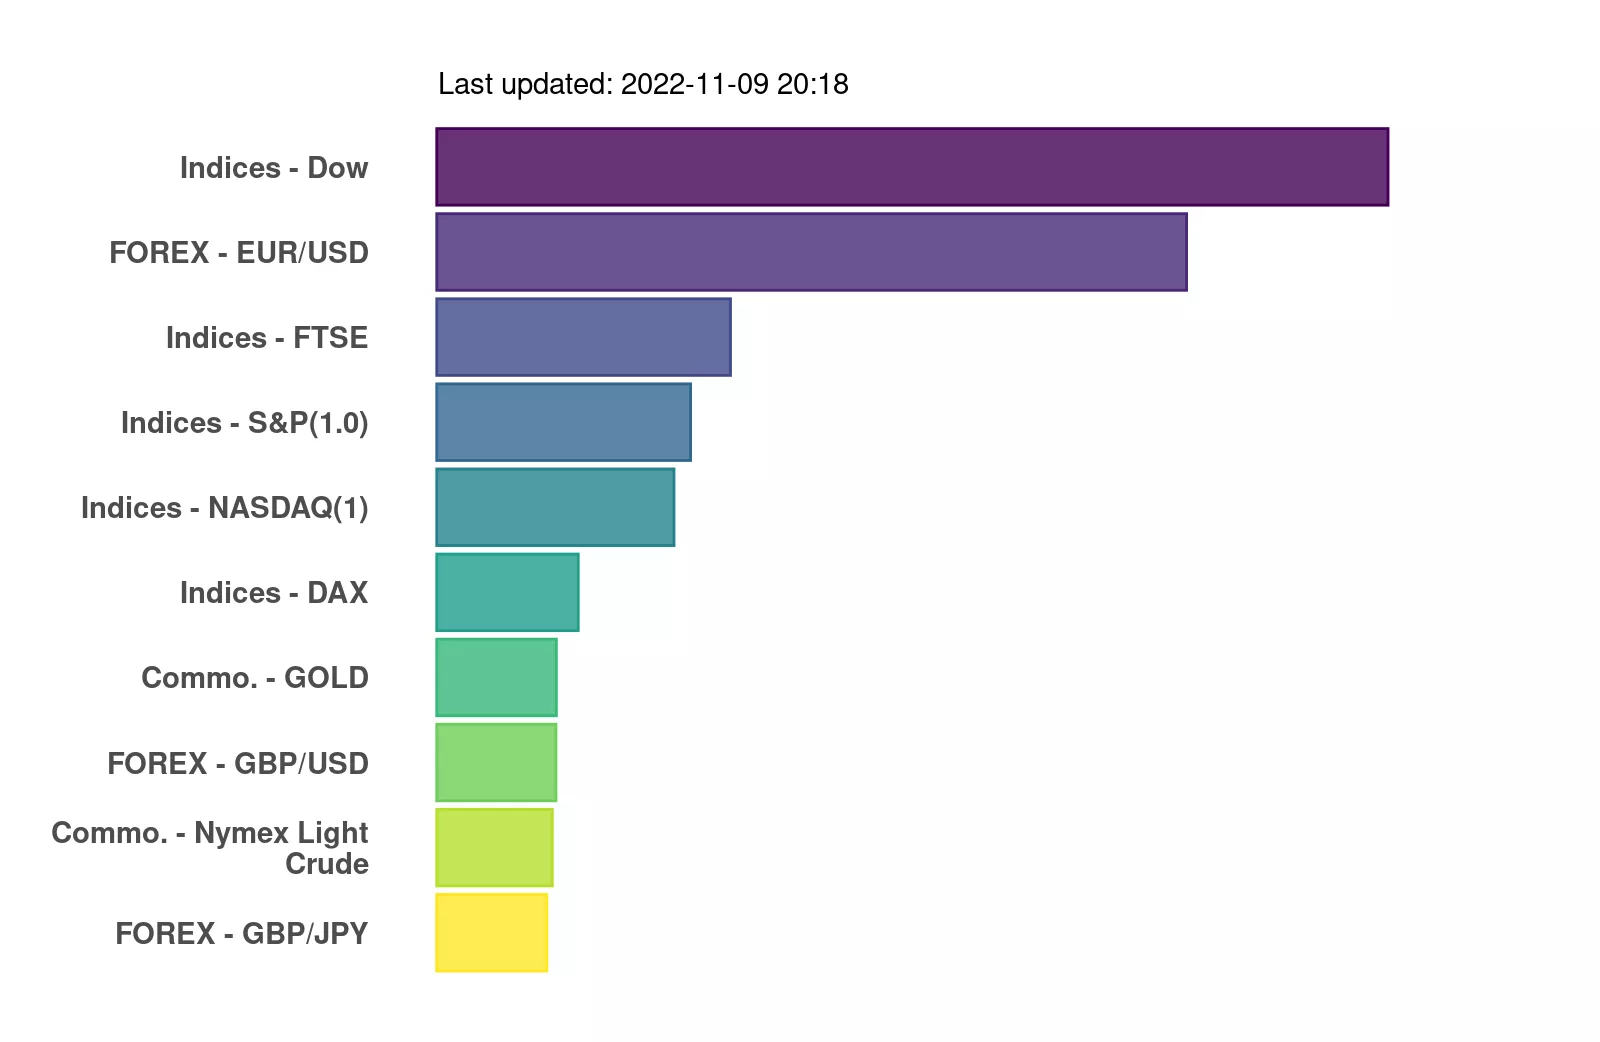 Last updated: 2022-11-09 20:18
Indices - Dow
FOREX - EUR/USD
Indices - FTSE
Indices - S&P(1.0)
Indices - NASDAQ(1)
Indices - DAX
Commo. - GOLD
FOREX - GBP/USD
Commo. - Nymex Light
Crude
FOREX - GBP/JPY